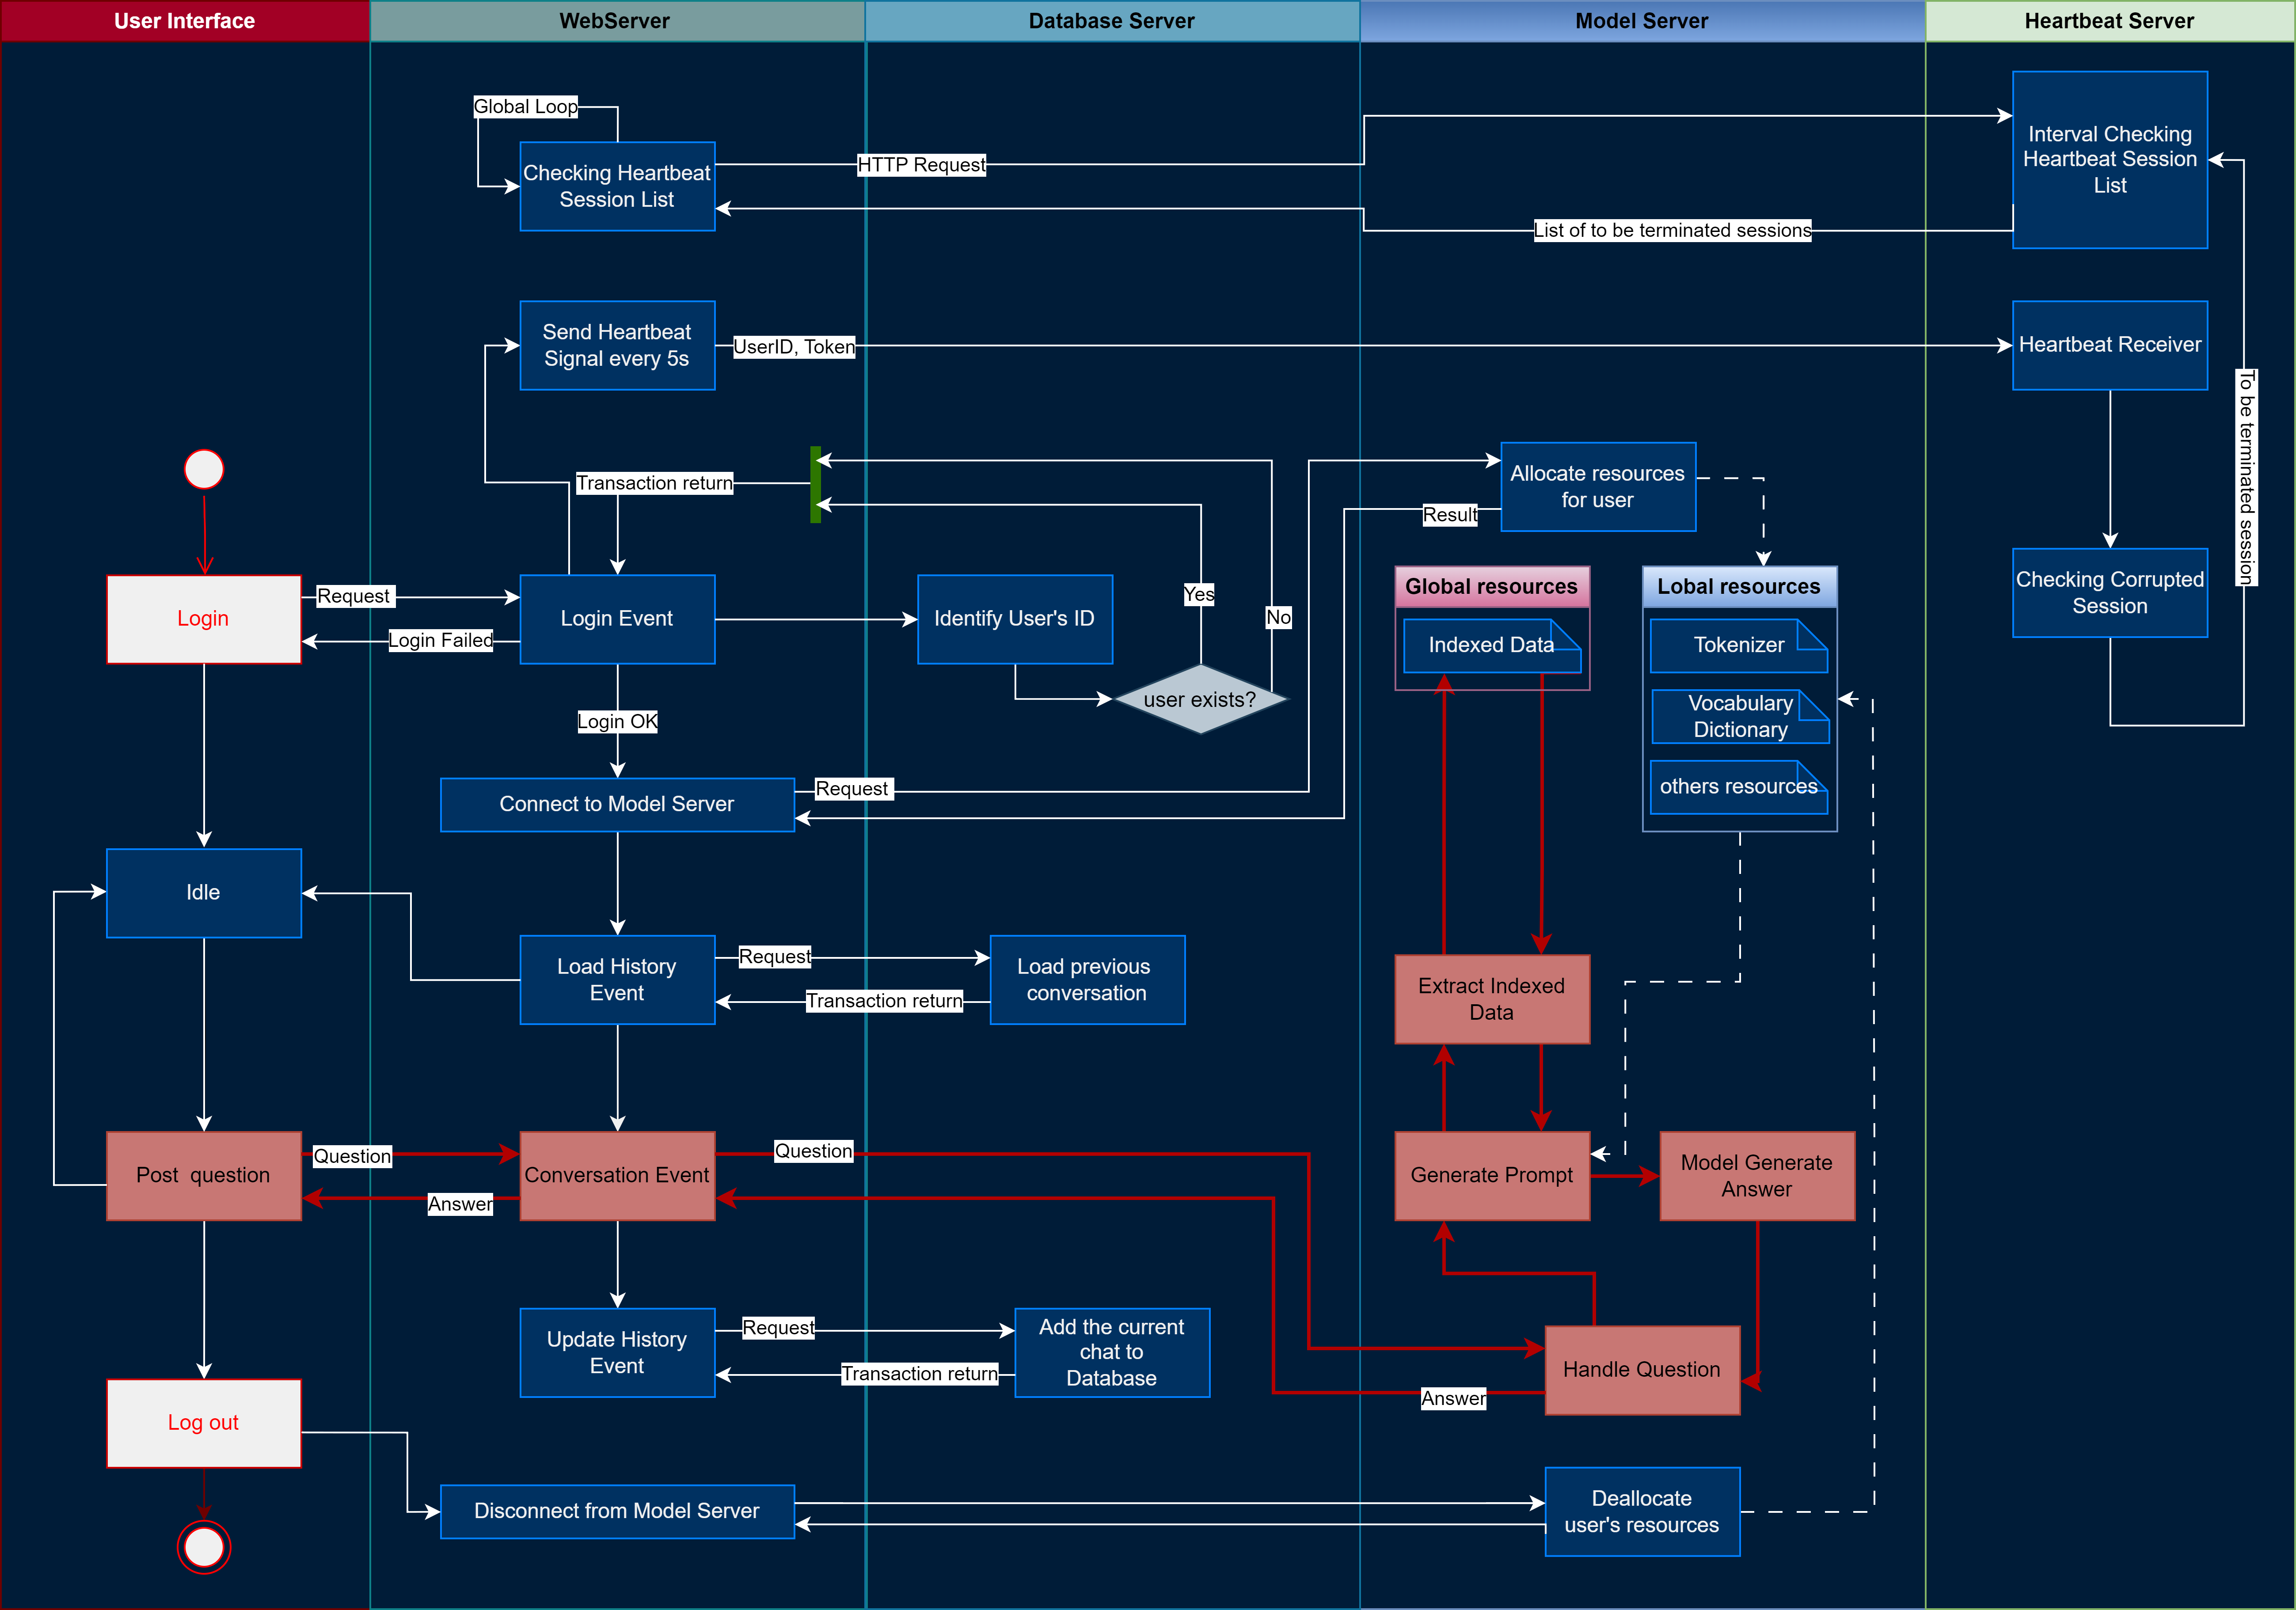 User Interface
WebServer
Database Server
Model Server
Heartbeat Server
Global Loop
Checking Heartbeat
Session List
HTTP Request
List of to be terminated sessions
Interval Checking
Heartbeat Session
List
Send Heartbeat
Signal every 5s
UserID, Token
Heartbeat Receiver
To be terminated session
Transaction return
Allocate resources
for user
Result
Login
Request
Login Failed
Login Event
Identify User's ID
Yes
No
user exists?
Global resources
Indexed Data
Lobal resources
Tokenizer
Vocabulary
Dictionary
others resources
Checking Corrupted
Session
Login OK
Connect to Model Server
Request
Idle
Load History
Event
Request
Transaction return
Load previous
conversation
Extract Indexed
Data
Post  question
Question
Answer
Conversation Event
Question
Generate Prompt
Model Generate
Answer
Update History
Event
Request
Transaction return
Add the current
chat to
Database
Handle Question
Answer
Log out
Disconnect from Model Server
Deallocate
user's resources